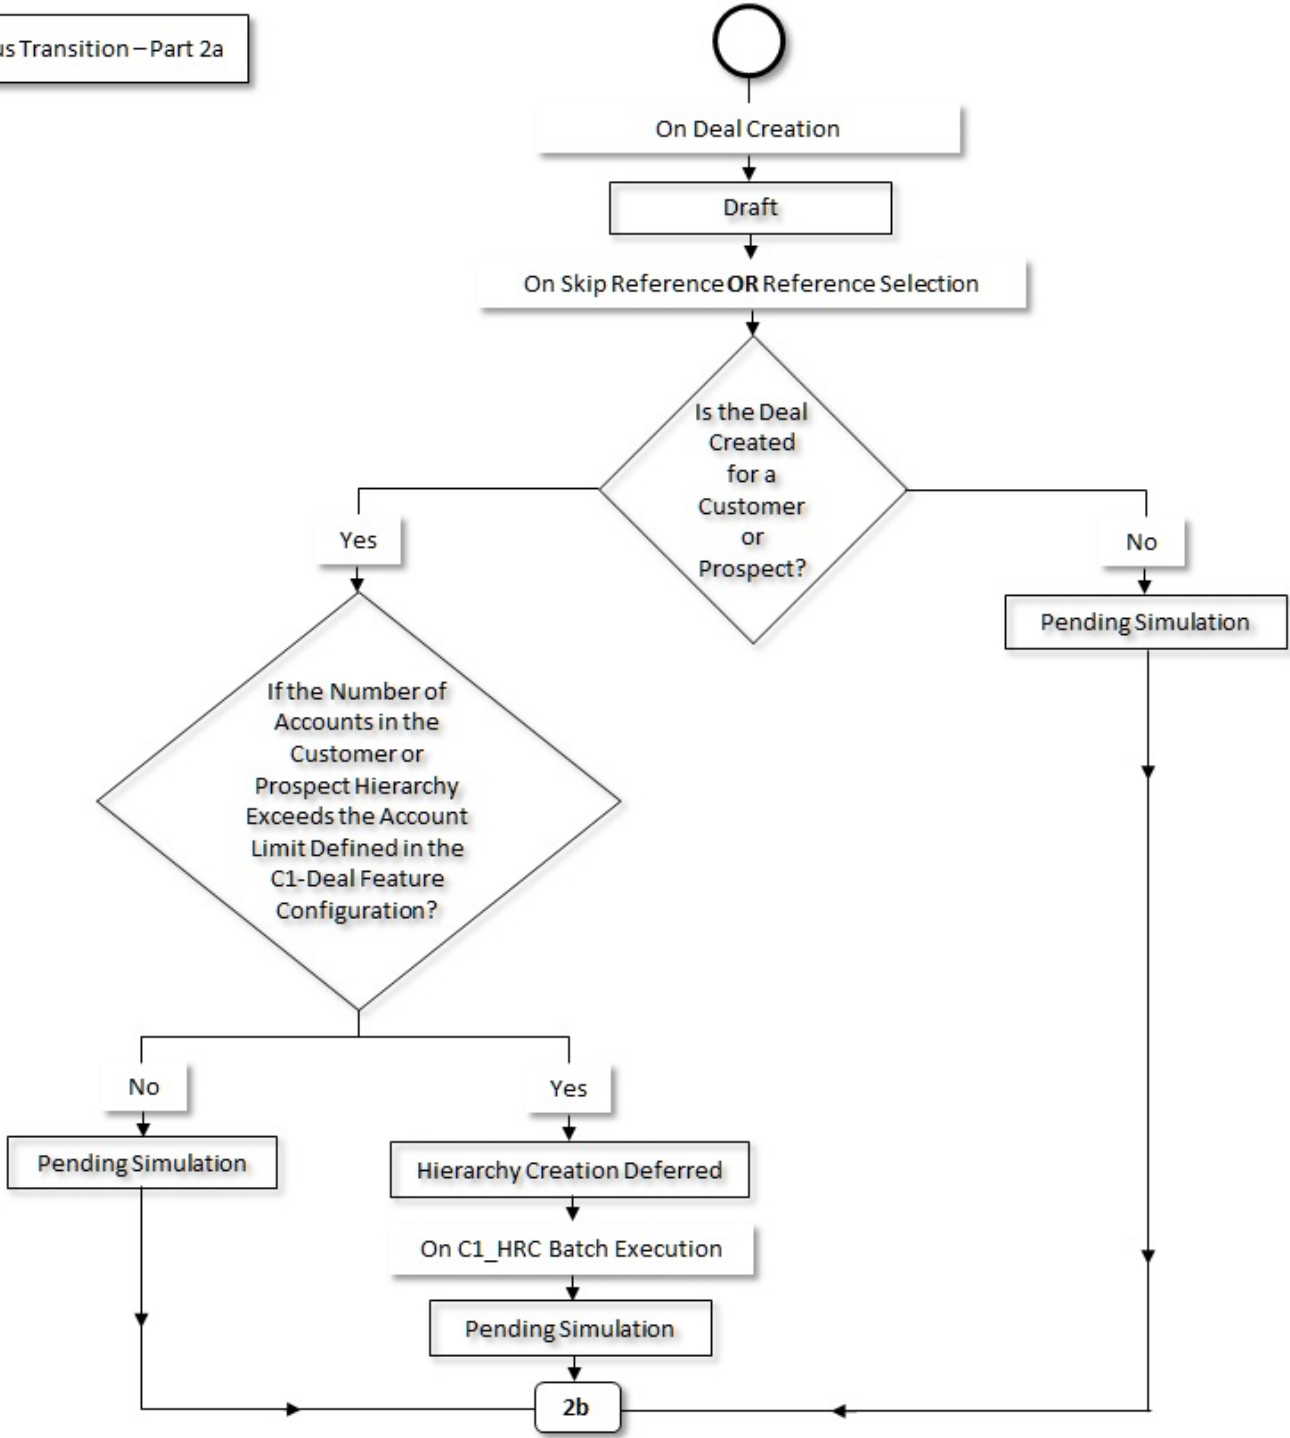 Transition – Part 2a
On Deal Creation
Draft
On Skip Reference OR Reference Selection
Is the Deal
Created
for a
Customer
or
Prospect?
Yes
No
Pending Simulation
If the Number of
Accounts in the
Customer or
Prospect Hierarchy
Exceeds the Account
Limit Defined in the
C1-Deal Feature
Configuration?
No
Yes
Pending Simulation
Hierarchy Creation Deferred
On C1_HRC Batch Execution
Pending Simulation
2b